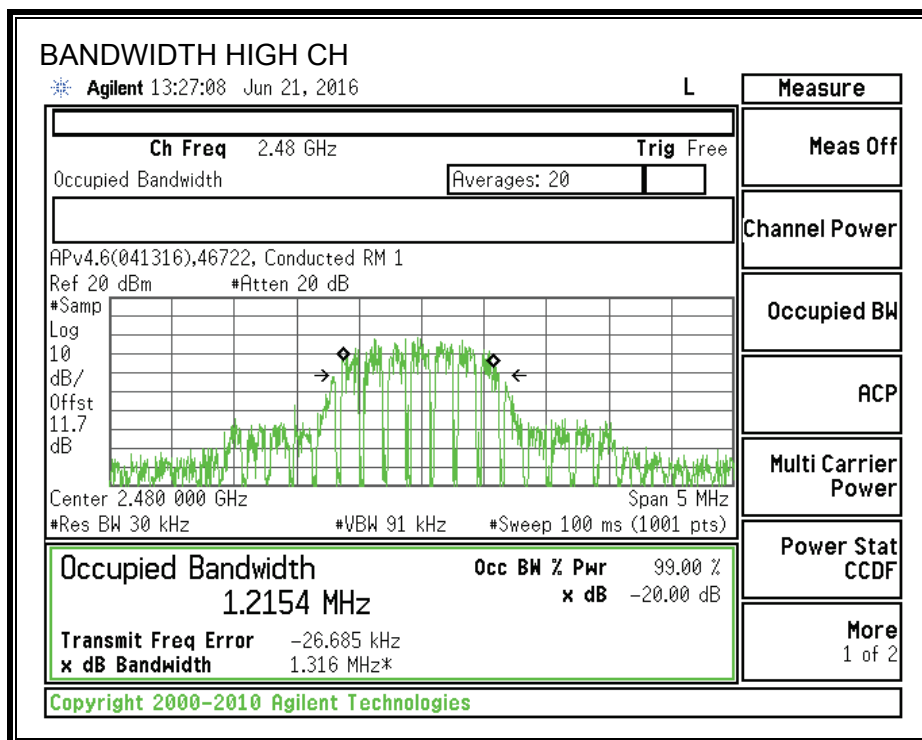 BANDWIDTH HIGH CH
Agilent 13:27:08 Jun 21, 2016 L
Measure
Ch Freq 2.48 GHz Trig Free
Meas Off
Occupied Bandwidth Averages: 20
Channel Power
APv4.6(041316),46722, Conducted RM 1
Ref 20 dBm #Atten 20 dB
#Samp
Log
10
dB/
Offst
11.7
dB
Occupied BW
ACP
Multi Carrier
Power
Center 2.480 000 GHz Span 5 MHz
#Res BW 30 kHz #VBW 91 kHz #Sweep 100 ms (1001 pts)
Power Stat
CCDF
Occupied Bandwidth Occ BW % Pwr 99.00 %
1.2154 MHz x dB -20.00 dB
Transmit Freq Error -26.685 kHz
x dB Bandwidth 1.316 MHz*
More
1 of 2
Copyright 2000-2010 Agilent Technologies